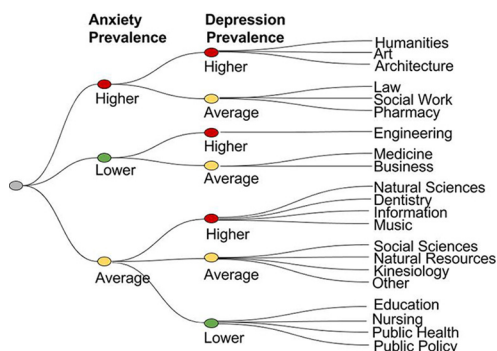 Anxiety
Prevalence
Depression
Prevalence
Higher
Higher
Humanities
Art
Architecture
Average
Law
Social Work
Pharmacy
Lower
Higher
Engineering
Average
Medicine
Business
Average
Higher
Natural Sciences
Dentistry
Information
Music
Average
Social Sciences
Natural Resources
Kinesiology
Other
Lower
Education
Nursing
Public Health
Public Policy